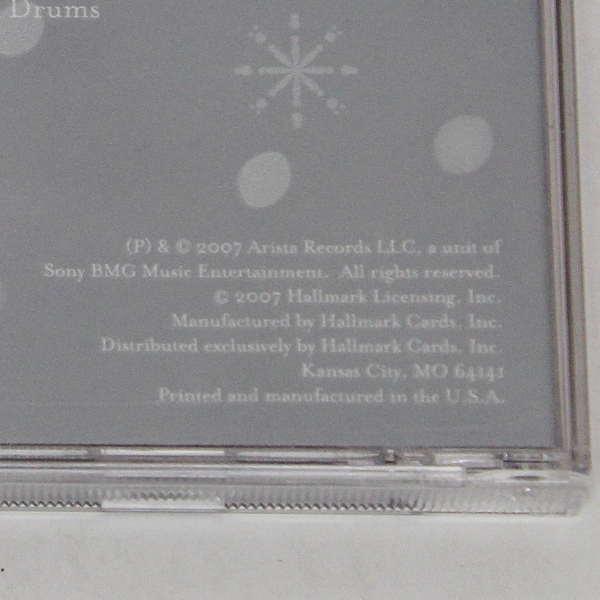 Drums
(P) & © 2007 Arista Records LLC, a unit of
Sony BMG Music Entertainment. All rights reserved.
© 2007 Hallmark Licensing, Inc.
Manufactured by Hallmark Cards, Inc.
Distributed exclusively by Hallmark Cards, Inc.
Kansas City, MO 64141
Printed and manufactured in the U.S.A.